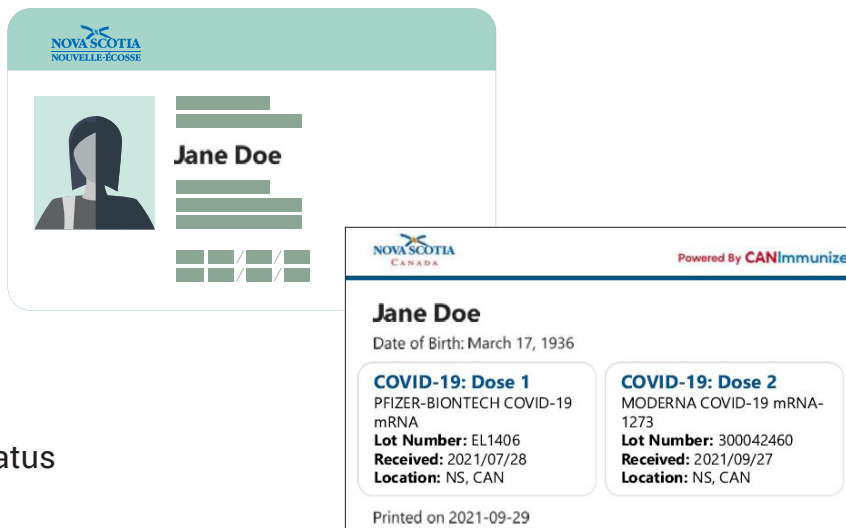 NOVA SCOTIA
NOUVELLE-ÉCOSSE
Jane Doe
NOVA SCOTIA
CANADA
Powered By CANImmunize
Jane Doe
Date of Birth: March 17, 1936
COVID-19: Dose 1
PFIZER-BIONTECH COVID-19
mRNA
Lot Number: EL1406
Received: 2021/07/28
Location: NS, CAN
COVID-19: Dose 2
MODERNA COVID-19 mRNA-
1273
Lot Number: 300042460
Received: 2021/09/27
Location: NS, CAN
Printed on 2021-09-29
atus